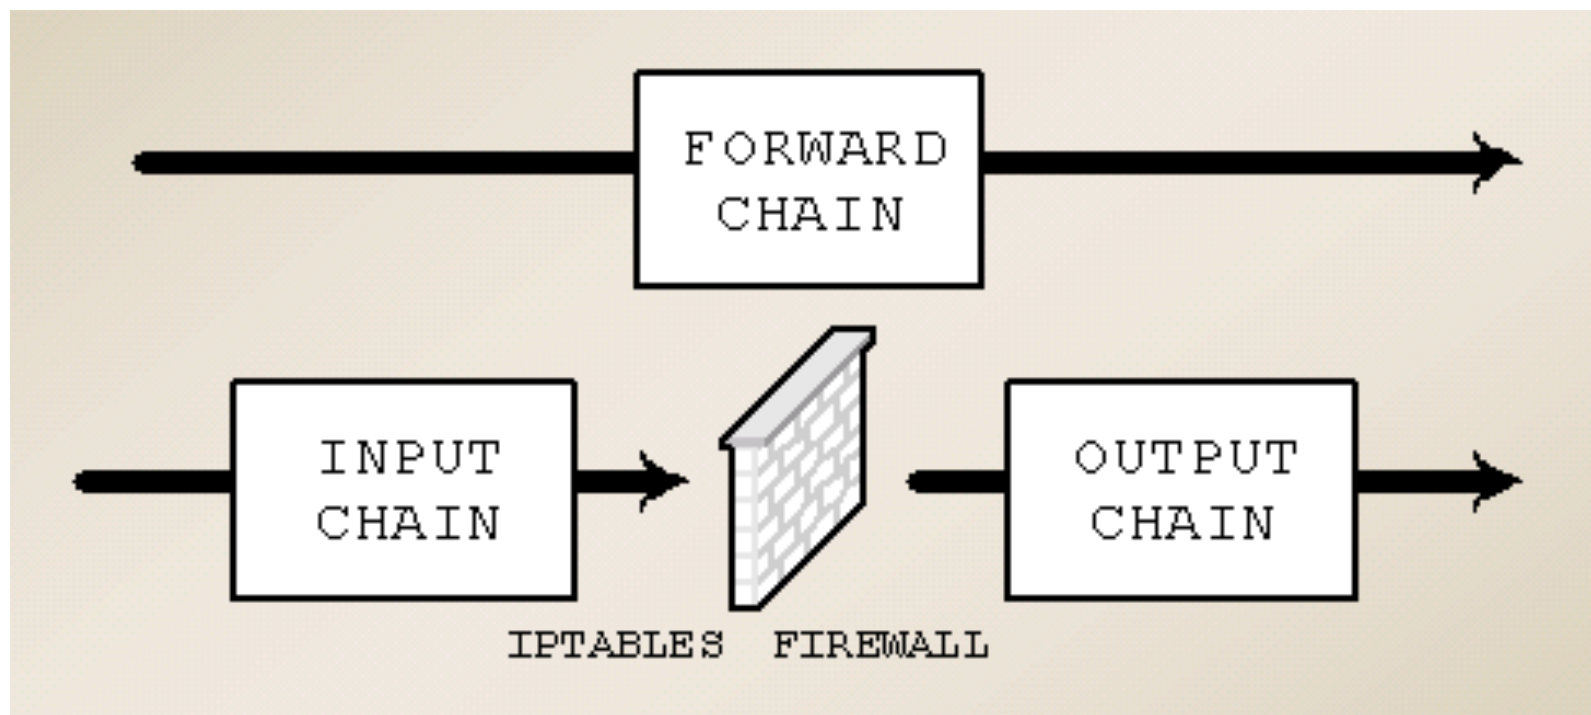 FORWARD
CHAIN
INPUT
CHAIN
OUTPUT
CHAIN
IPTABLES FIREWALL